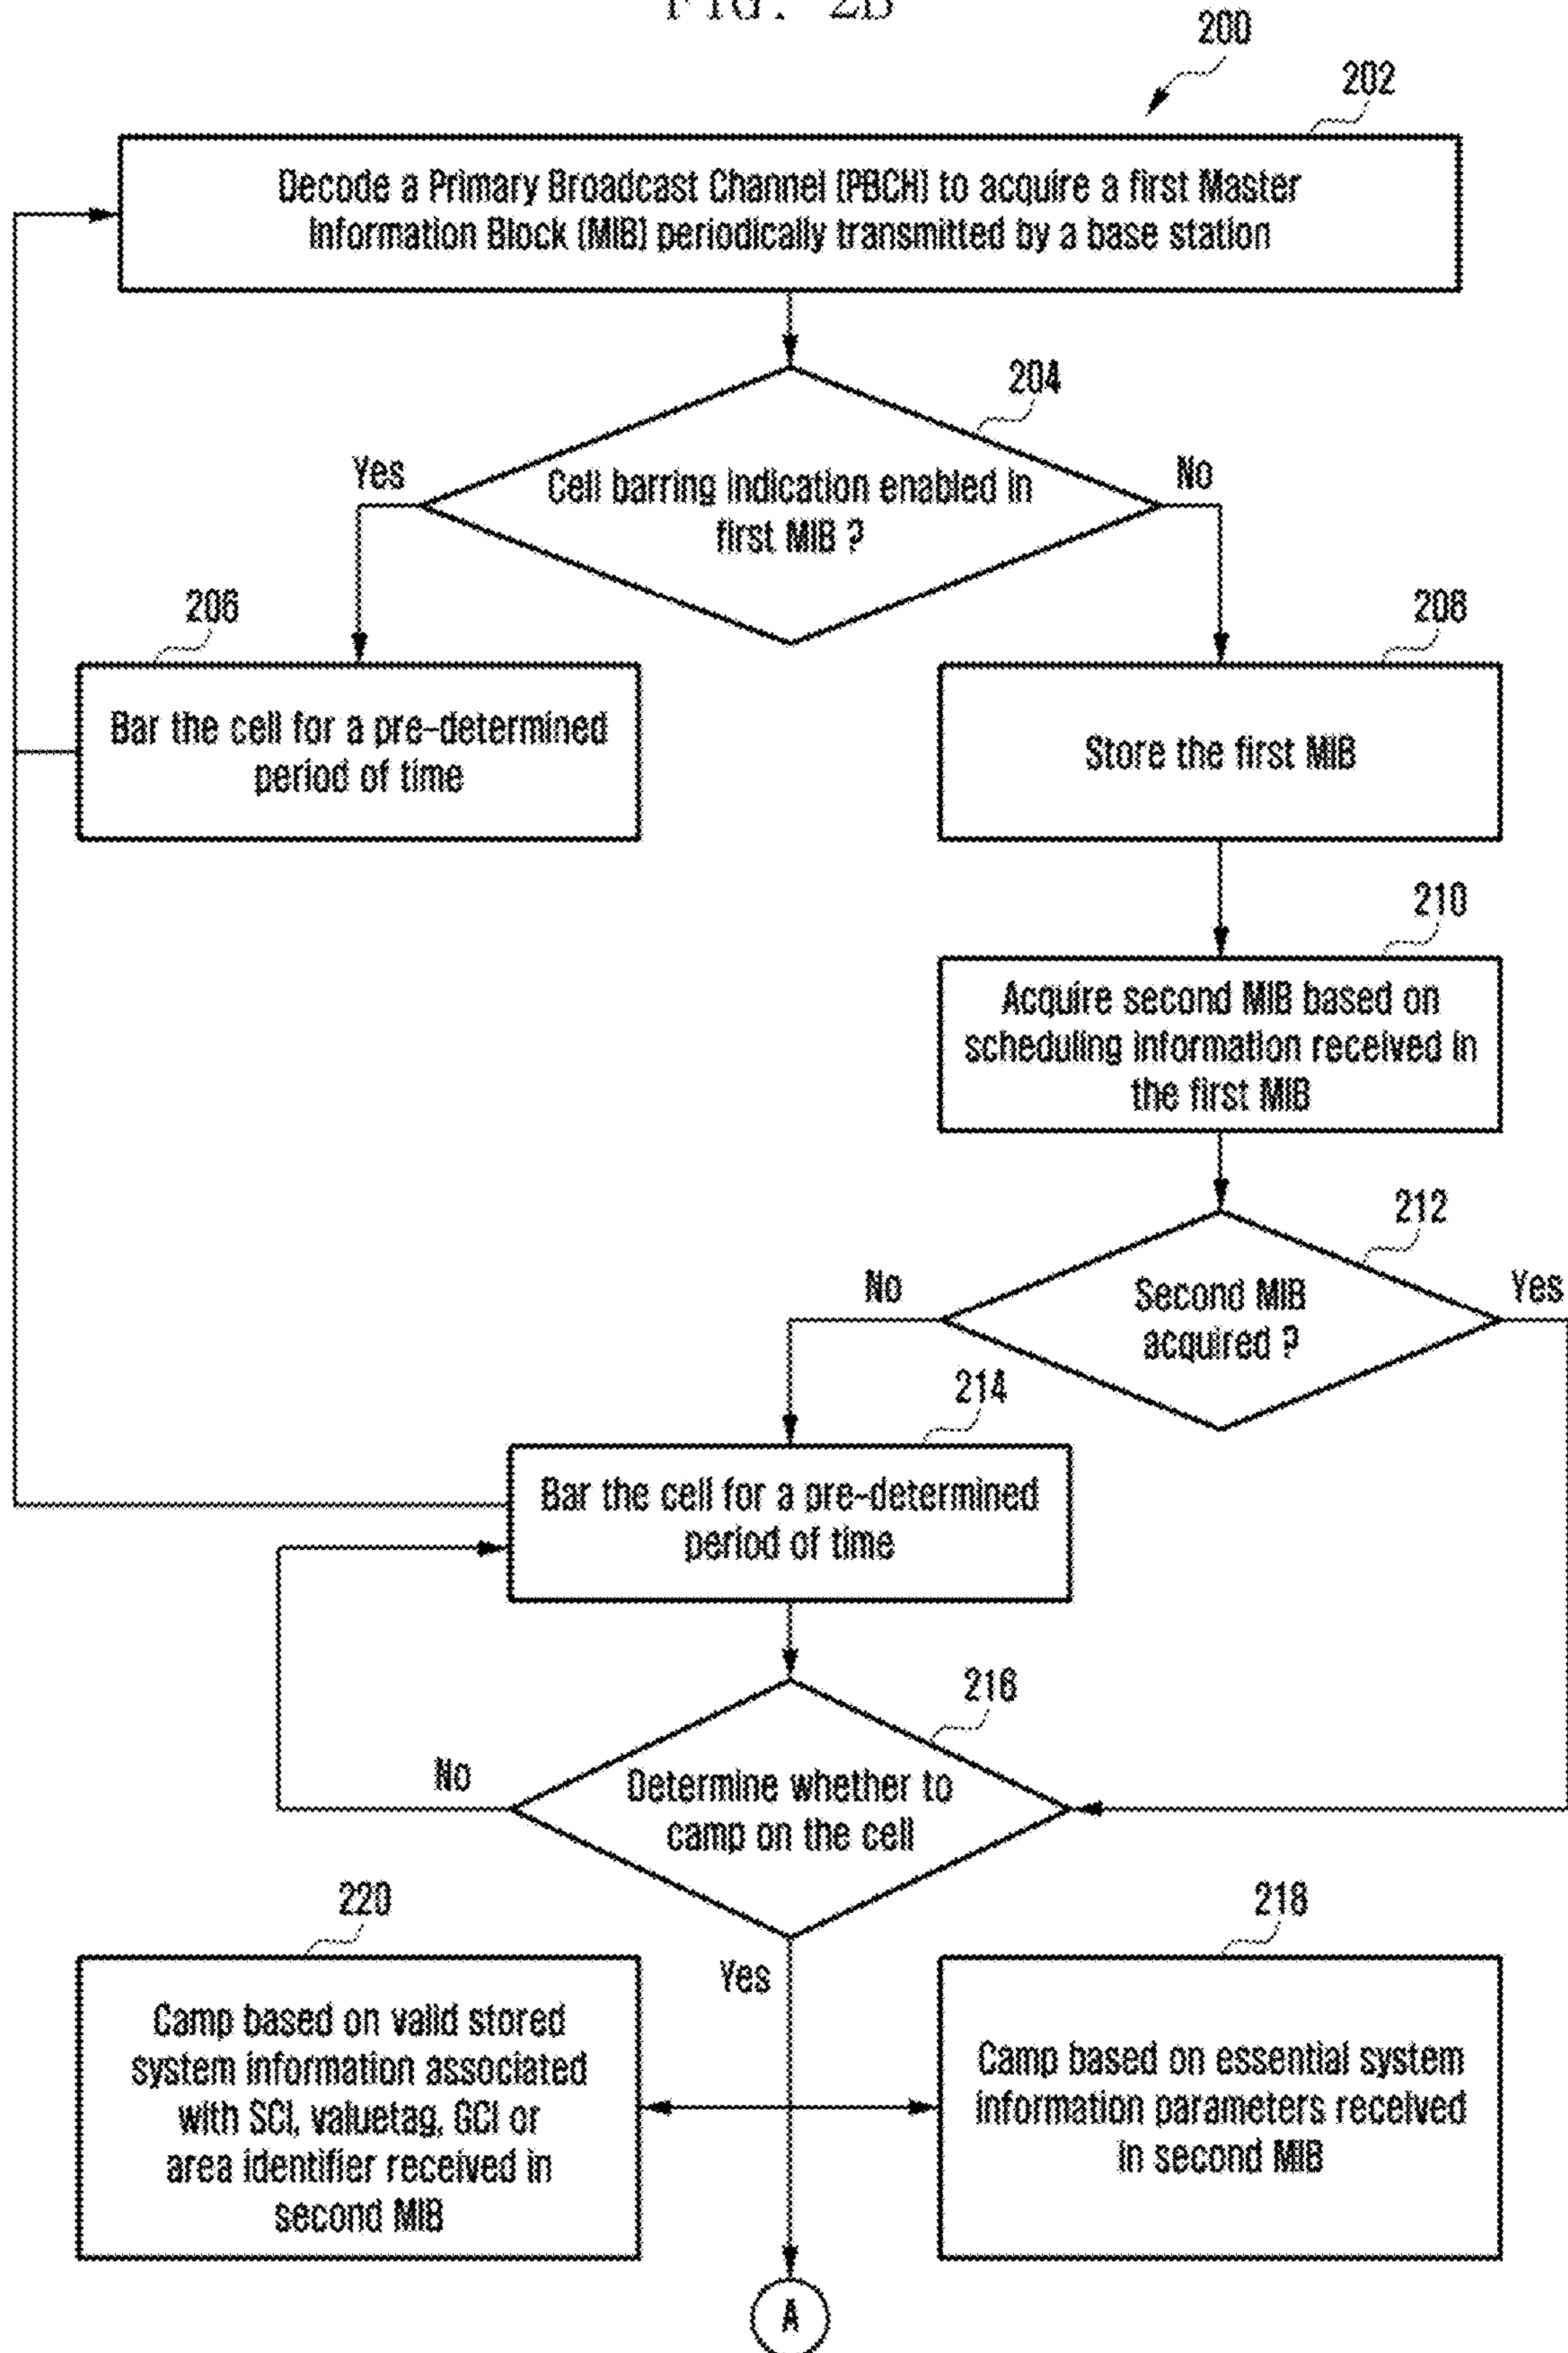 FIG. 2B
200
202
Decode a Primary Broadcast Channel (PBCH) to acquire a first Master
Information Block (MIB) periodically transmitted by a base station
204
Yes
No
Cell barring indication enabled in
first MIB ?
206
208
Bar the cell for a pre-determined
period of time
Store the first MIB
210
Acquire second MIB based on
scheduling information received in
the first MIB
212
No
Yes
Second MIB
acquired ?
214
Bar the cell for a pre-determined
period of time
216
No
Determine whether to
camp on the cell
220
218
Yes
Camp based on valid stored
system information associated
with SCI, valuetag, GCI or
area identifier received in
second MIB
Camp based on essential system
information parameters received
in second MIB
A